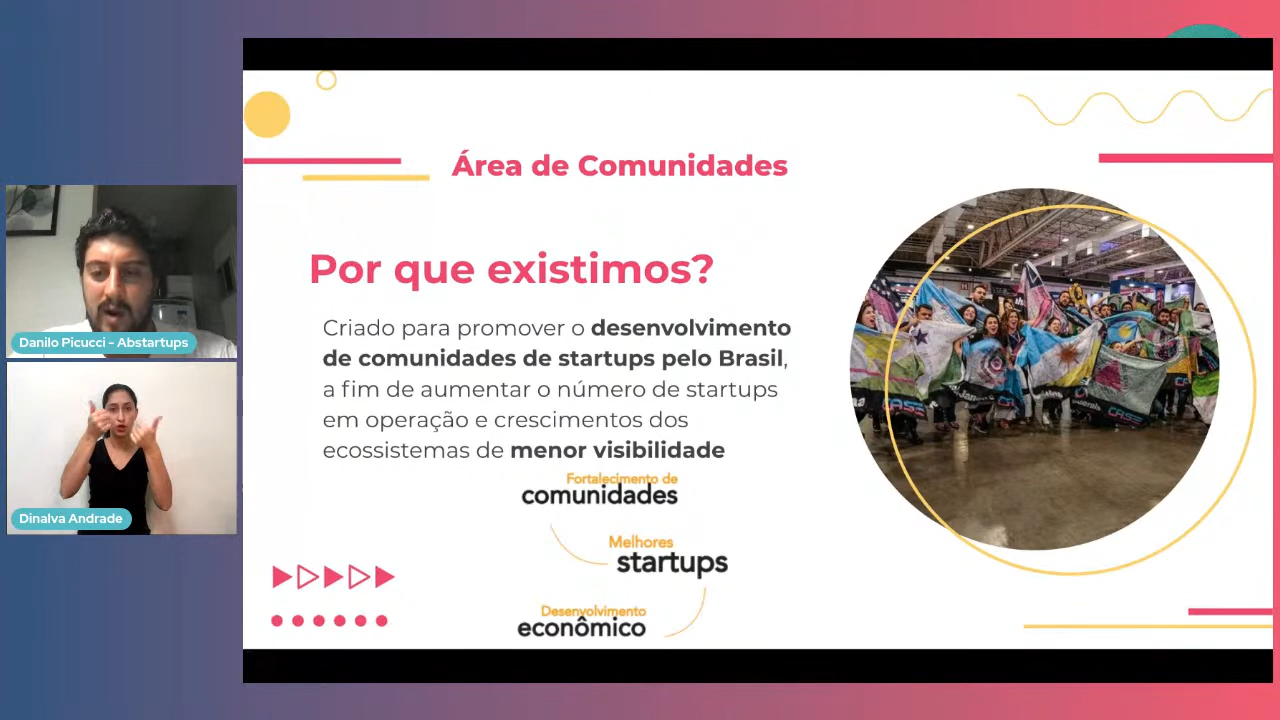 Área de Comunidades
Por que existimos?
Criado para promover o desenvolvimento
de comunidades de startups pelo Brasil,
a fim de aumentar o número de startups
em operação e crescimentos dos
ecossistemas de menor visibilidade
Fortalecimento de
comunidades
Melhores
startups
Desenvolvimento
econômico
Danilo Picucci - Abstartups
Dinalva Andrade